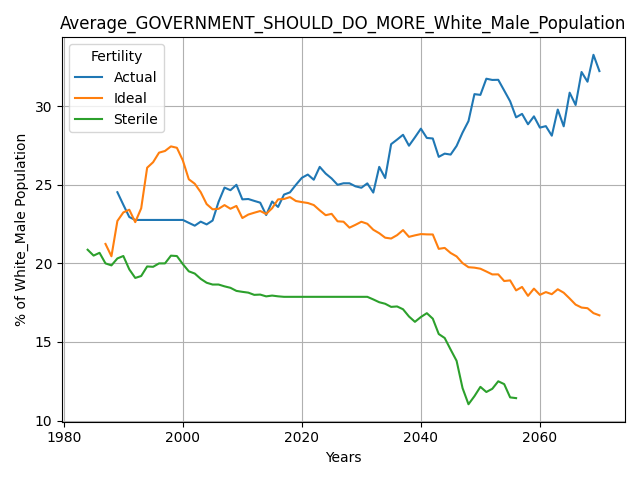 Average_GOVERNMENT_SHOULD_DO_MORE_White_Male_Population
Fertility
Actual
Ideal
Sterile
% of White_Male Population
30
25
20
15
10
1980
2000
2020
2040
2060
Years